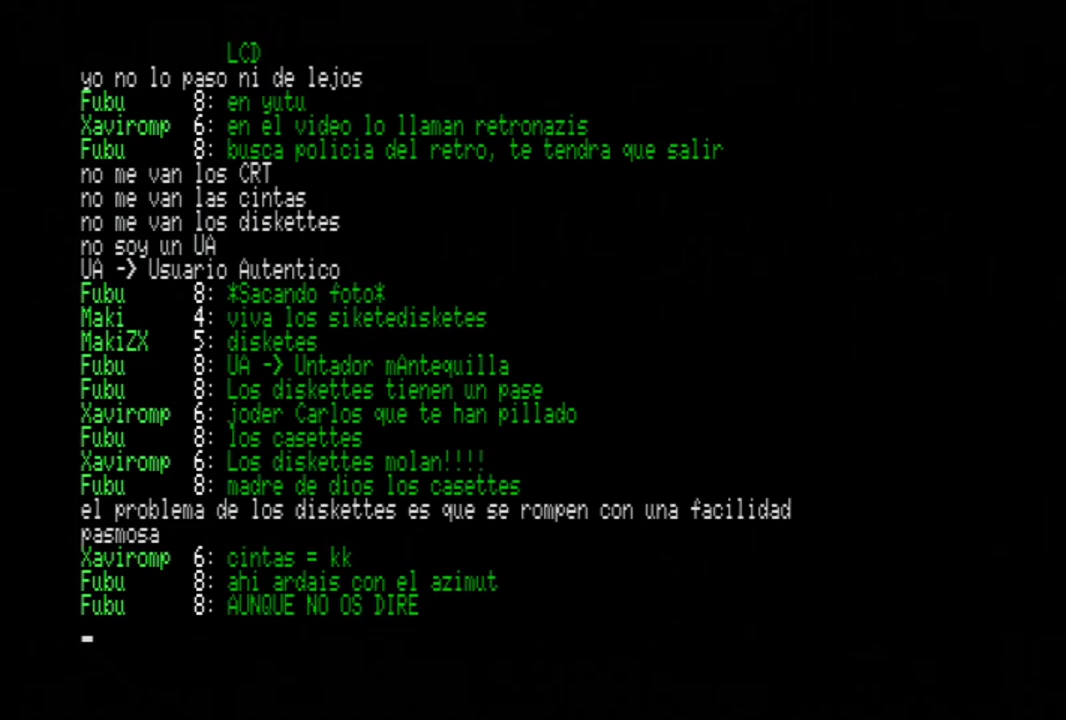 LCD
yo no lo paso ni de lejos
Fubu 8: en yutu
Xaviromp 6: en el video lo llaman retronazis
Fubu 8: busca policia del retro, te tendra que salir
no me van los CRT
no me van las cintas
no me van los diskettes
no soy un UA
UA -> Usuario Autentico
Fubu 8: *Sacando foto*
Maki 4: viva los siketedisketes
MakiZX 5: disketes
Fubu 8: UA -> Untador mAntequilla
Fubu 8: Los diskettes tienen un pase
Xaviromp 6: joder Carlos que te han pillado
Fubu 8: los casettes
Xaviromp 6: Los diskettes molan!!!!
Fubu 8: madre de dios los casettes
el problema de los diskettes es que se rompen con una facilidad
pasmosa
Xaviromp 6: cintas = kk
Fubu 8: ahi ardais con el azimut
Fubu 8: AUNQUE NO OS DIRE